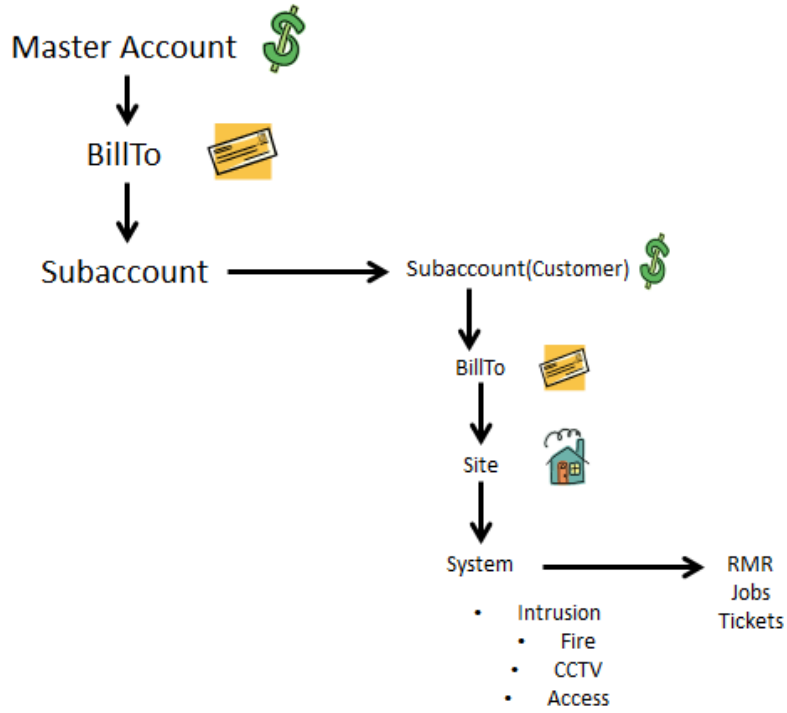 Master Account
BillTo
Subaccount
Subaccount(Customer)
BillTo
Site
System
RMR
Jobs
Tickets
• Intrusion
• Fire
• CCTV
• Access